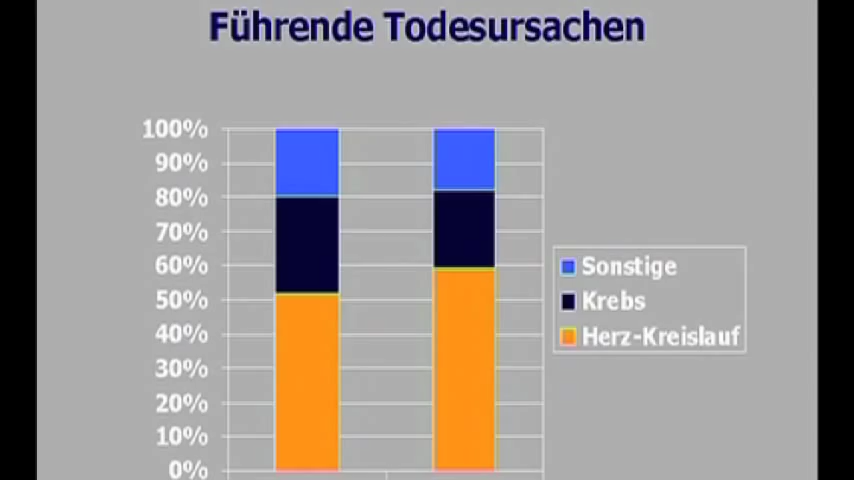 Führende Todesursachen
100%
90%
80%
70%
60%
50%
40%
30%
20%
10%
0%
Sonstige
Krebs
Herz-Kreislauf